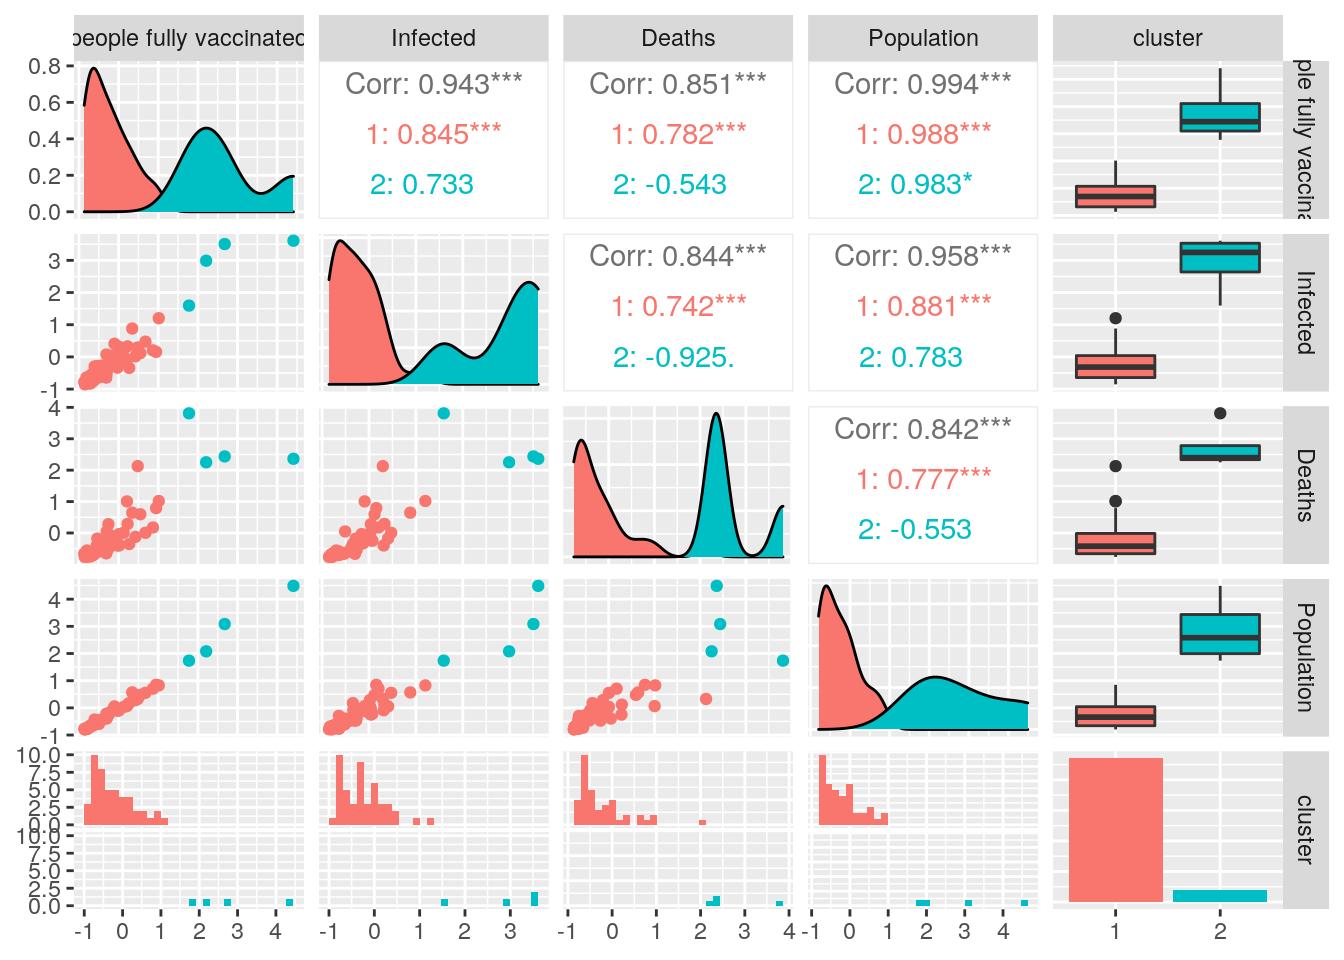 people fully vaccinated
Infected
Deaths
Population
cluster
0.8
0.6
0.4
0.2
0.0
Corr: 0.943***
1: 0.845***
2: 0.733
Corr: 0.851***
1: 0.782***
2: -0.543
Corr: 0.994***
1: 0.988***
2: 0.983*
ple fully vaccina
3
2
1
0
-1
Corr: 0.844***
1: 0.742***
2: -0.925.
Corr: 0.958***
1: 0.881***
2: 0.783
Infected
4
3
2
1
0
Corr: 0.842***
1: 0.777***
2: -0.553
Deaths
4
3
2
1
0
-1
Population
10.0
7.5
5.0
2.5
0.0
10.0
7.5
5.0
2.5
0.0
cluster
-1 0 1 2 3 4
-1 0 1 2 3
-1 0 1 2 3 4
-1 0 1 2 3 4
1 2